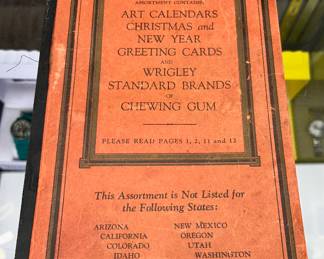 ASSORTMENT CONTAINS
ART CALENDARS
CHRISTMAS and
NEW YEAR
GREETING CARDS
AND
WRIGLEY
STANDARD BRANDS
OF
CHEWING GUM
PLEASE READ PAGES 1, 2, 11 and 12
This Assortment is Not Listed for
the Following States:
ARIZONA NEW MEXICO
CALIFORNIA OREGON
COLORADO UTAH
IDAHO WASHINGTON